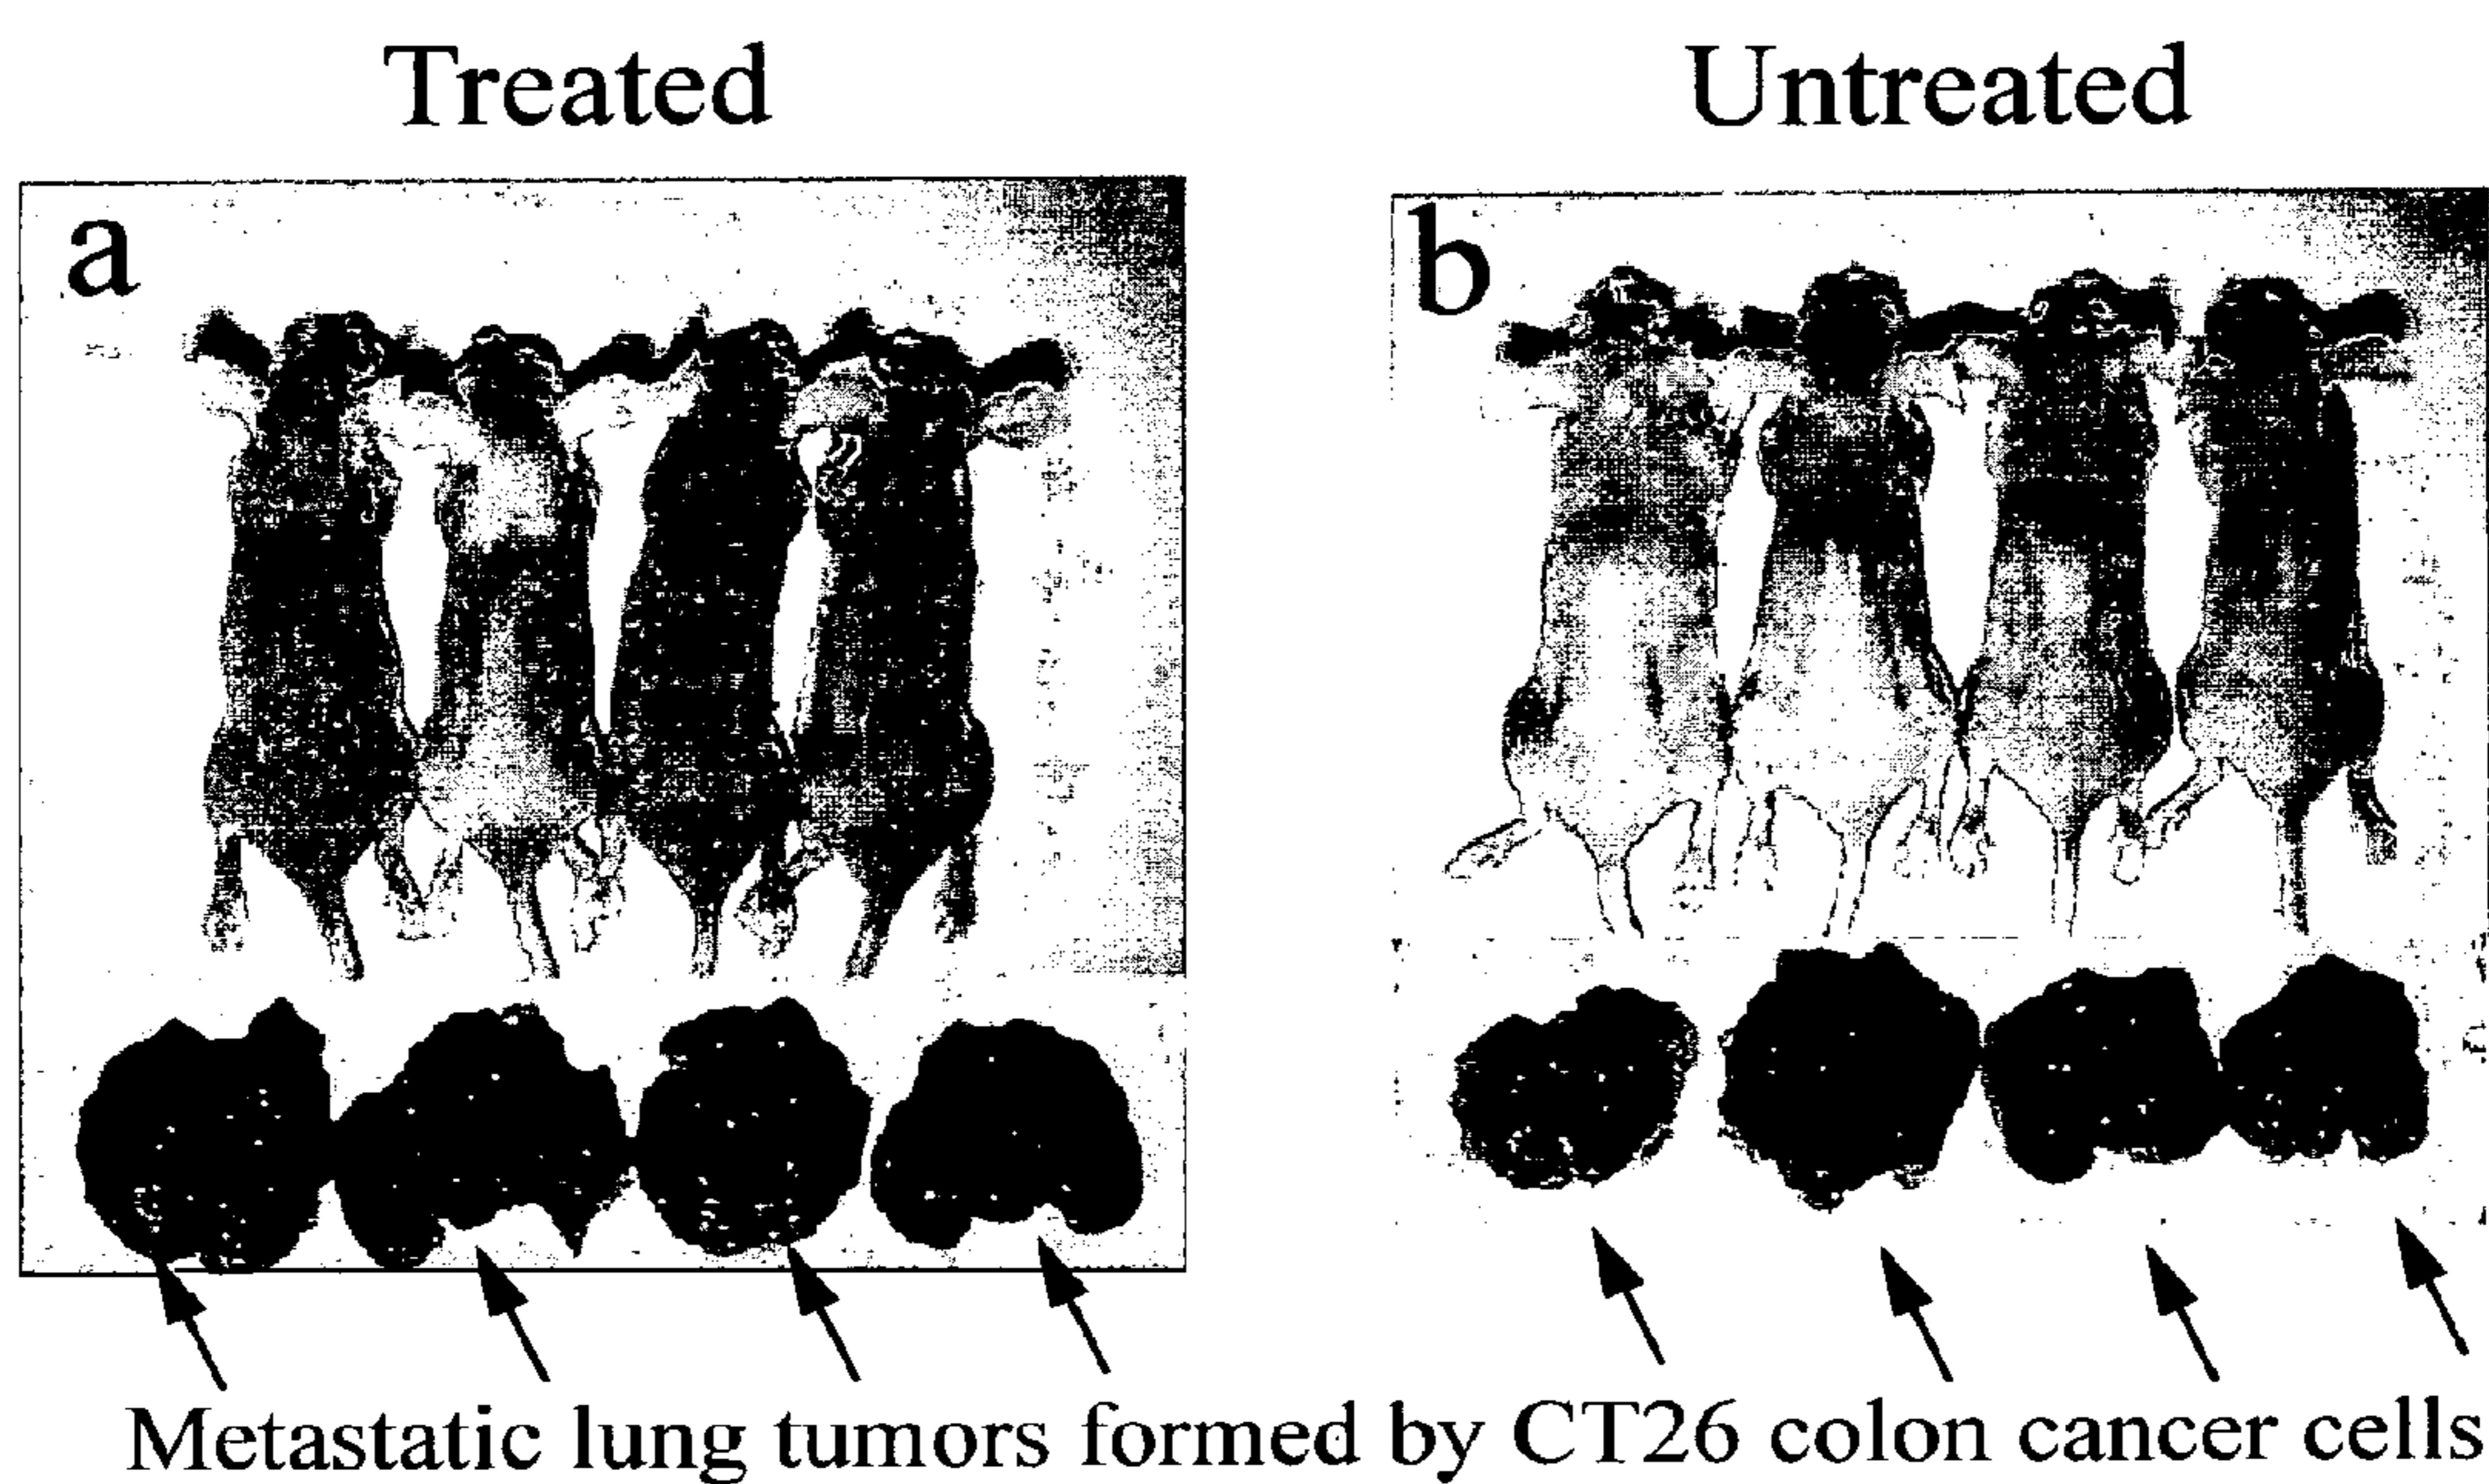 Treated
Untreated
a
b
Metastatic lung tumors formed by CT26 colon cancer cells